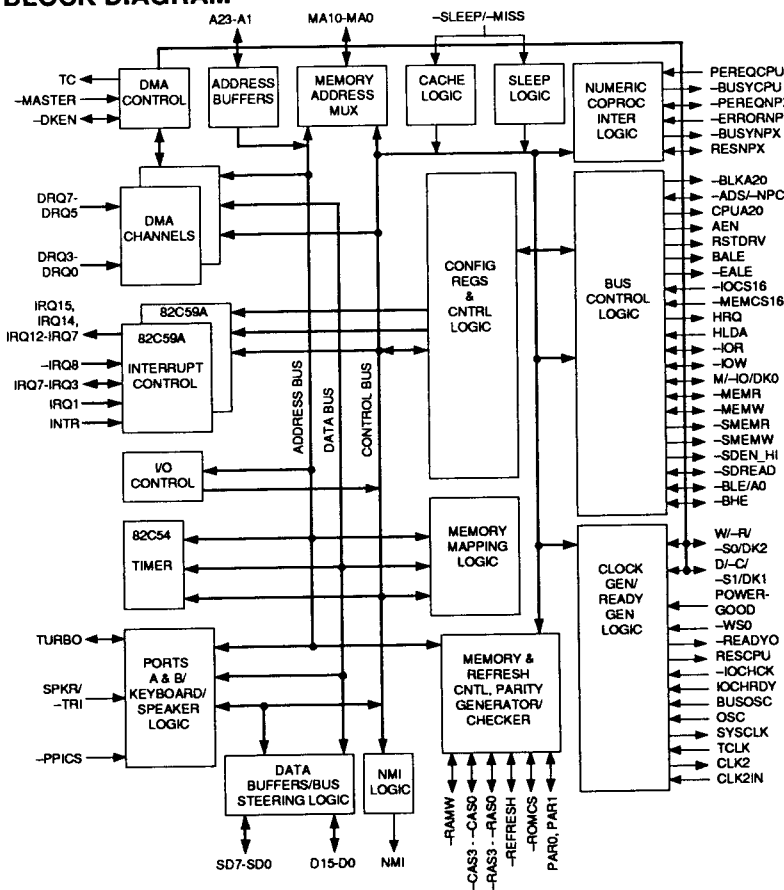 BLOCK DIAGRAM
A23-A1
MA10-MA0
–SLEEP/–MISS
TC
–MASTER
–DKEN
DMA
CONTROL
ADDRESS
BUFFERS
MEMORY
ADDRESS
MUX
CACHE
LOGIC
SLEEP
LOGIC
NUMERIC
COPROC
INTER
LOGIC
PEREQCPU
–BUSYCPU
–PEREQNPX
–ERRORNP
–BUSYNPX
RESNPX
DRQ7-
DRQ5
DRQ3-
DRQ0
DMA
CHANNELS
CONFIG
REGS
&
CNTRL
LOGIC
BUS
CONTROL
LOGIC
–BLKA20
–ADS/–NPC
CPUA20
AEN
RSTDRV
BALE
–EALE
–IOCS16
–MEMCS16
HRQ
HLDA
–IOR
–IOW
M/–IO/DK0
–MEMR
–MEMW
–SMEMR
–SMEMW
–SDEN_HI
–SDREAD
–BLE/A0
–BHE
IRQ15,
IRQ14,
IRQ12-IRQ7
–IRQ8
IRQ7-IRQ3
IRQ1
INTR
82C59A
82C59A
INTERRUPT
CONTROL
ADDRESS BUS
DATA BUS
CONTROL BUS
I/O
CONTROL
82C54
TIMER
MEMORY
MAPPING
LOGIC
CLOCK
GEN/
READY
GEN
LOGIC
W/–R/
–S0/DK2
D/–C/
–S1/DK1
POWER-
GOOD
–WS0
–READYO
RESCPU
–IOCHCK
IOCHRDY
BUSOSC
OSC
SYSCLK
TCLK
CLK2
CLK2IN
TURBO
SPKR/
–TRI
–PPICS
PORTS
A & B/
KEYBOARD/
SPEAKER
LOGIC
MEMORY &
REFRESH
CNTL, PARITY
GENERATOR/
CHECKER
DATA
BUFFERS/BUS
STEERING LOGIC
NMI
LOGIC
SD7-SD0
D15-D0
NMI
–RAMW
–CAS3 - –CAS0
–RAS3 - –RAS0
–REFRESH
–ROMCS
PAR0, PAR1